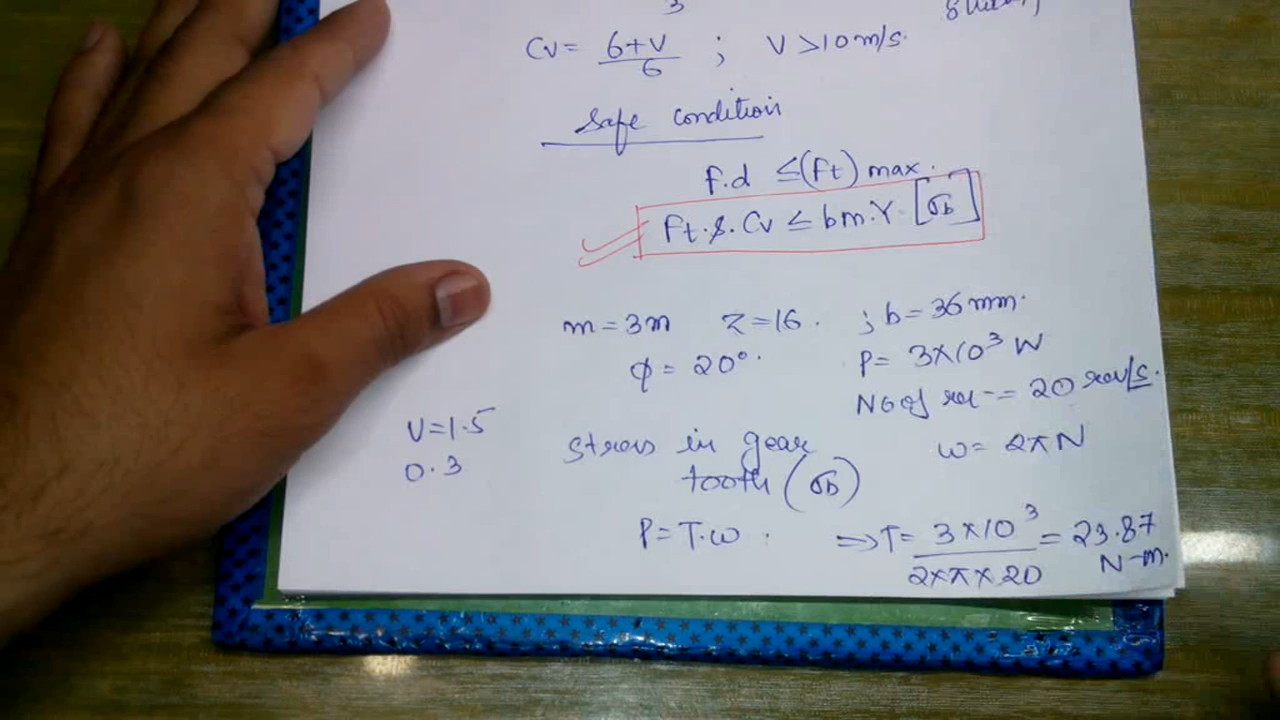 3
Cv = 6+v / 6 ; V > 10 m/s.
Safe condition
f.d ≤ (ft) max.
Ft.s.Cv ≤ bm.Y.[σb]
m = 3m z = 16. ; b = 36 mm.
φ = 20°. P = 3×10³ W
No of rev = 20 rev/s.
V = 1.5
0.3
stress in gear tooth (σb)
ω = 2πN
P = T.ω. ⇒ T = 3×10³ / 2×π×20 = 23.87 N-m.